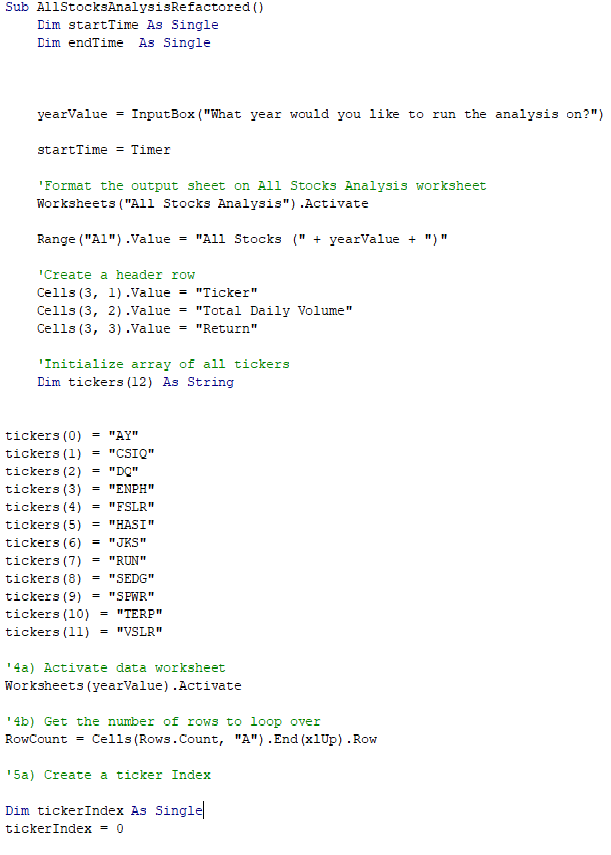 Sub AllStocksAnalysisRefactored()
Dim startTime As Single
Dim endTime  As Single
yearValue = InputBox("What year would you like to run the analysis on?")
startTime = Timer
'Format the output sheet on All Stocks Analysis worksheet
Worksheets("All Stocks Analysis").Activate
Range("A1").Value = "All Stocks (" + yearValue + ")"
'Create a header row
Cells(3, 1).Value = "Ticker"
Cells(3, 2).Value = "Total Daily Volume"
Cells(3, 3).Value = "Return"
'Initialize array of all tickers
Dim tickers(12) As String
tickers(0) = "AY"
tickers(1) = "CSIQ"
tickers(2) = "DQ"
tickers(3) = "ENPH"
tickers(4) = "FSLR"
tickers(5) = "HASI"
tickers(6) = "JKS"
tickers(7) = "RUN"
tickers(8) = "SEDG"
tickers(9) = "SPWR"
tickers(10) = "TERP"
tickers(11) = "VSLR"
'4a) Activate data worksheet
Worksheets(yearValue).Activate
'4b) Get the number of rows to loop over
RowCount = Cells(Rows.Count, "A").End(xlUp).Row
'5a) Create a ticker Index
Dim tickerIndex As Single
tickerIndex = 0